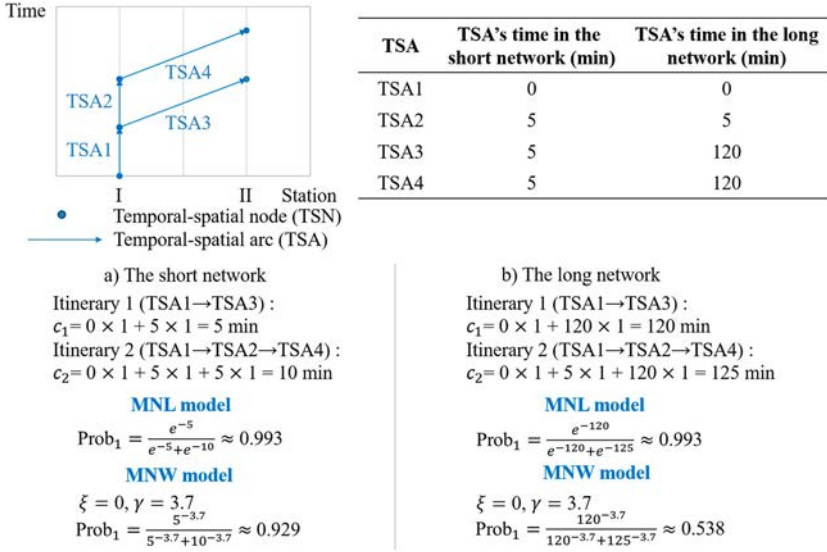 Time
TSA4
TSA2
TSA3
TSA1
I II Station
Temporal-spatial node (TSN)
Temporal-spatial arc (TSA)
TSA TSA's time in the short network (min) TSA's time in the long network (min)
TSA1 0 0
TSA2 5 5
TSA3 5 120
TSA4 5 120
a) The short network
Itinerary 1 (TSA1→TSA3) :
c₁= 0 × 1 + 5 × 1 = 5 min
Itinerary 2 (TSA1→TSA2→TSA4) :
c₂= 0 × 1 + 5 × 1 + 5 × 1 = 10 min
MNL model
Prob₁ = e⁻⁵/(e⁻⁵+e⁻¹⁰) ≈ 0.993
MNW model
ξ = 0, γ = 3.7
Prob₁ = 5^−3.7/(5^−3.7+10^−3.7) ≈ 0.929
b) The long network
Itinerary 1 (TSA1→TSA3) :
c₁= 0 × 1 + 120 × 1 = 120 min
Itinerary 2 (TSA1→TSA2→TSA4) :
c₂= 0 × 1 + 5 × 1 + 120 × 1 = 125 min
MNL model
Prob₁ = e⁻¹²⁰/(e⁻¹²⁰+e⁻¹²⁵) ≈ 0.993
MNW model
ξ = 0, γ = 3.7
Prob₁ = 120^−3.7/(120^−3.7+125^−3.7) ≈ 0.538